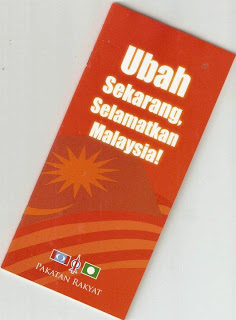 Ubah
Sekarang,
Selamatkan
Malaysia!
PAKATAN RAKYAT